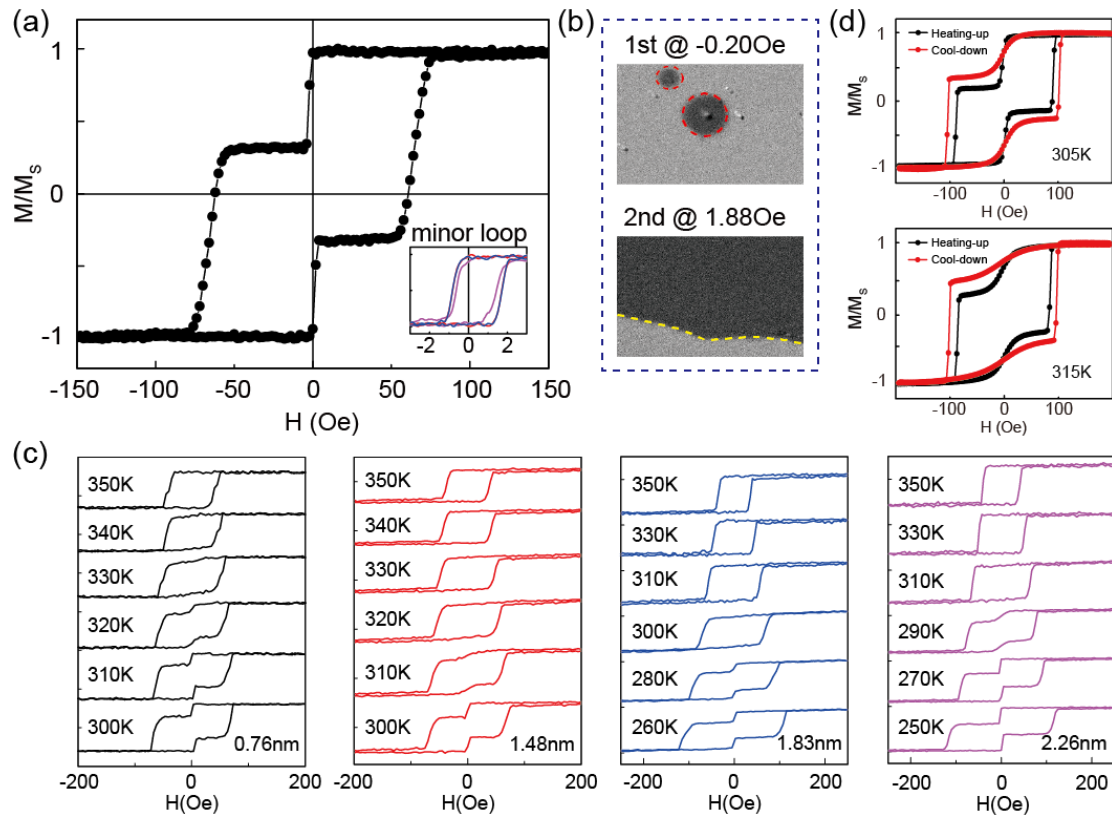 (a)
M/Ms
1
0
-1
-150
-100
-50
0
50
100
150
H (Oe)
minor loop
-2
0
2
(b)
1st @ -0.20Oe
2nd @ 1.88Oe
(d)
Heating-up
Cool-down
M/Ms
1
0
-1
305K
-100
0
100
H (Oe)
Heating-up
Cool-down
M/Ms
1
0
-1
315K
-100
0
100
H (Oe)
(c)
350K
340K
330K
320K
310K
300K
0.76nm
-200
0
200
H(Oe)
350K
340K
330K
320K
310K
300K
1.48nm
-200
0
200
H(Oe)
350K
330K
310K
300K
280K
260K
1.83nm
-200
0
200
H(Oe)
350K
330K
310K
290K
270K
250K
2.26nm
-200
0
200
H(Oe)